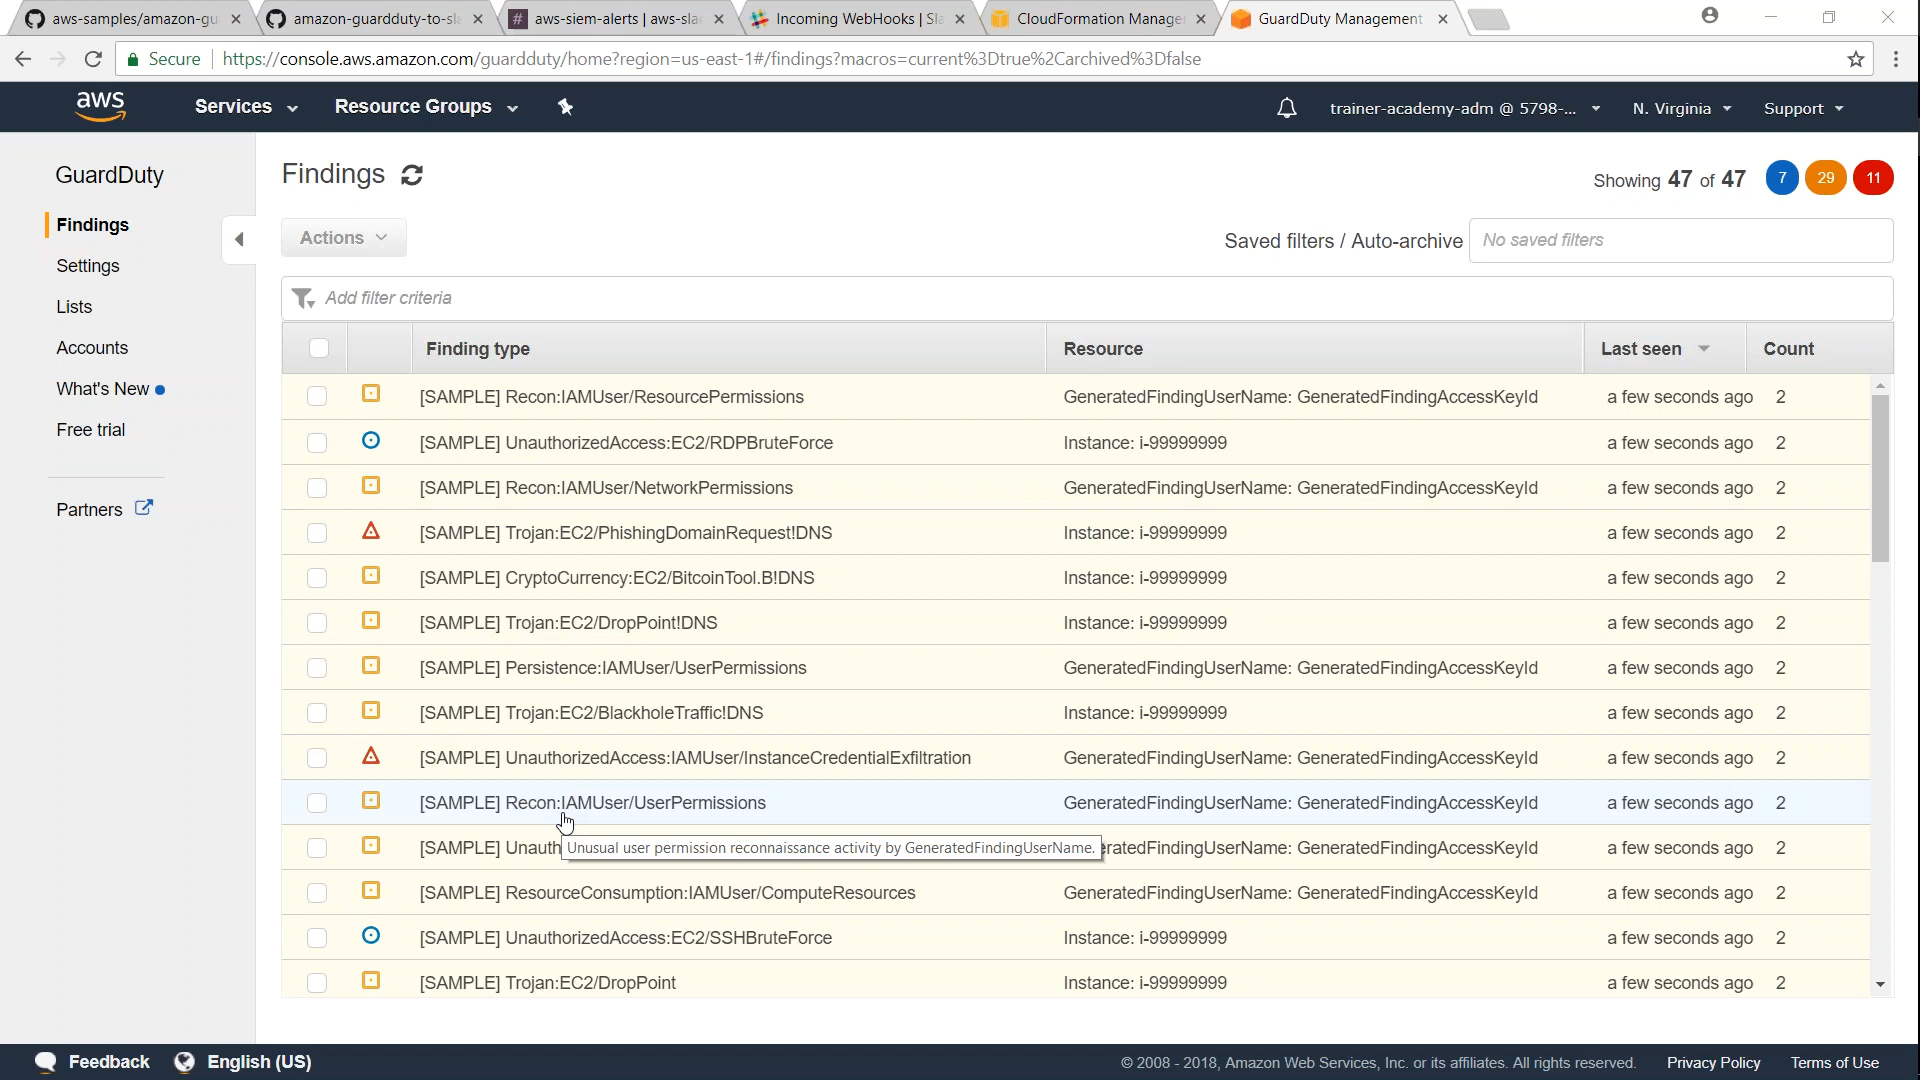 aws-samples/amazon-gu
amazon-guardduty-to-sl
aws-siem-alerts | aws-sla
Incoming WebHooks | Sl
CloudFormation Manage
GuardDuty Management
Secure
https://console.aws.amazon.com/guardduty/home?region=us-east-1#/findings?macros=current%3Dtrue%2Carchived%3Dfalse
aws
Services
Resource Groups
trainer-academy-adm @ 5798-...
N. Virginia
Support
GuardDuty
Findings
Settings
Lists
Accounts
What's New
Free trial
Partners
Findings
Showing 47 of 47
7
29
11
Actions
Saved filters / Auto-archive
No saved filters
Add filter criteria
Finding type Resource Last seen Count
[SAMPLE] Recon:IAMUser/ResourcePermissions GeneratedFindingUserName: GeneratedFindingAccessKeyId a few seconds ago 2
[SAMPLE] UnauthorizedAccess:EC2/RDPBruteForce Instance: i-99999999 a few seconds ago 2
[SAMPLE] Recon:IAMUser/NetworkPermissions GeneratedFindingUserName: GeneratedFindingAccessKeyId a few seconds ago 2
[SAMPLE] Trojan:EC2/PhishingDomainRequest!DNS Instance: i-99999999 a few seconds ago 2
[SAMPLE] CryptoCurrency:EC2/BitcoinTool.B!DNS Instance: i-99999999 a few seconds ago 2
[SAMPLE] Trojan:EC2/DropPoint!DNS Instance: i-99999999 a few seconds ago 2
[SAMPLE] Persistence:IAMUser/UserPermissions GeneratedFindingUserName: GeneratedFindingAccessKeyId a few seconds ago 2
[SAMPLE] Trojan:EC2/BlackholeTraffic!DNS Instance: i-99999999 a few seconds ago 2
[SAMPLE] UnauthorizedAccess:IAMUser/InstanceCredentialExfiltration GeneratedFindingUserName: GeneratedFindingAccessKeyId a few seconds ago 2
[SAMPLE] Recon:IAMUser/UserPermissions GeneratedFindingUserName: GeneratedFindingAccessKeyId a few seconds ago 2
[SAMPLE] Unauth Unusual user permission reconnaissance activity by GeneratedFindingUserName. eratedFindingUserName: GeneratedFindingAccessKeyId a few seconds ago 2
[SAMPLE] ResourceConsumption:IAMUser/ComputeResources GeneratedFindingUserName: GeneratedFindingAccessKeyId a few seconds ago 2
[SAMPLE] UnauthorizedAccess:EC2/SSHBruteForce Instance: i-99999999 a few seconds ago 2
[SAMPLE] Trojan:EC2/DropPoint Instance: i-99999999 a few seconds ago 2
Feedback
English (US)
© 2008 - 2018, Amazon Web Services, Inc. or its affiliates. All rights reserved.
Privacy Policy
Terms of Use